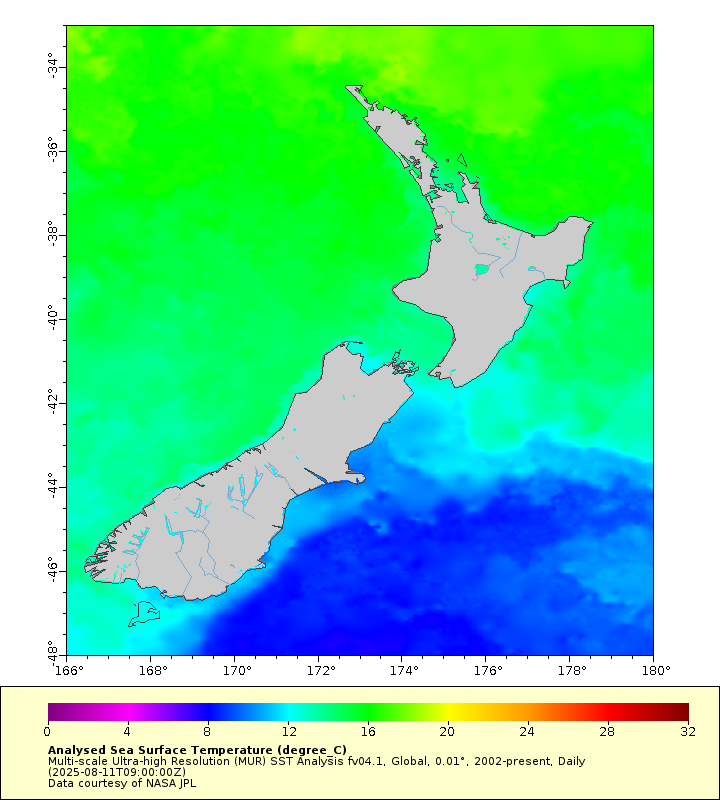 -34°
-36°
-38°
-40°
-42°
-44°
-46°
-48°
166° 168° 170° 172° 174° 176° 178° 180°
0 4 8 12 16 20 24 28 32
Analysed Sea Surface Temperature (degree_C)
Multi-scale Ultra-high Resolution (MUR) SST Analysis fv04.1, Global, 0.01°, 2002-present, Daily
(2025-08-11T09:00:00Z)
Data courtesy of NASA JPL